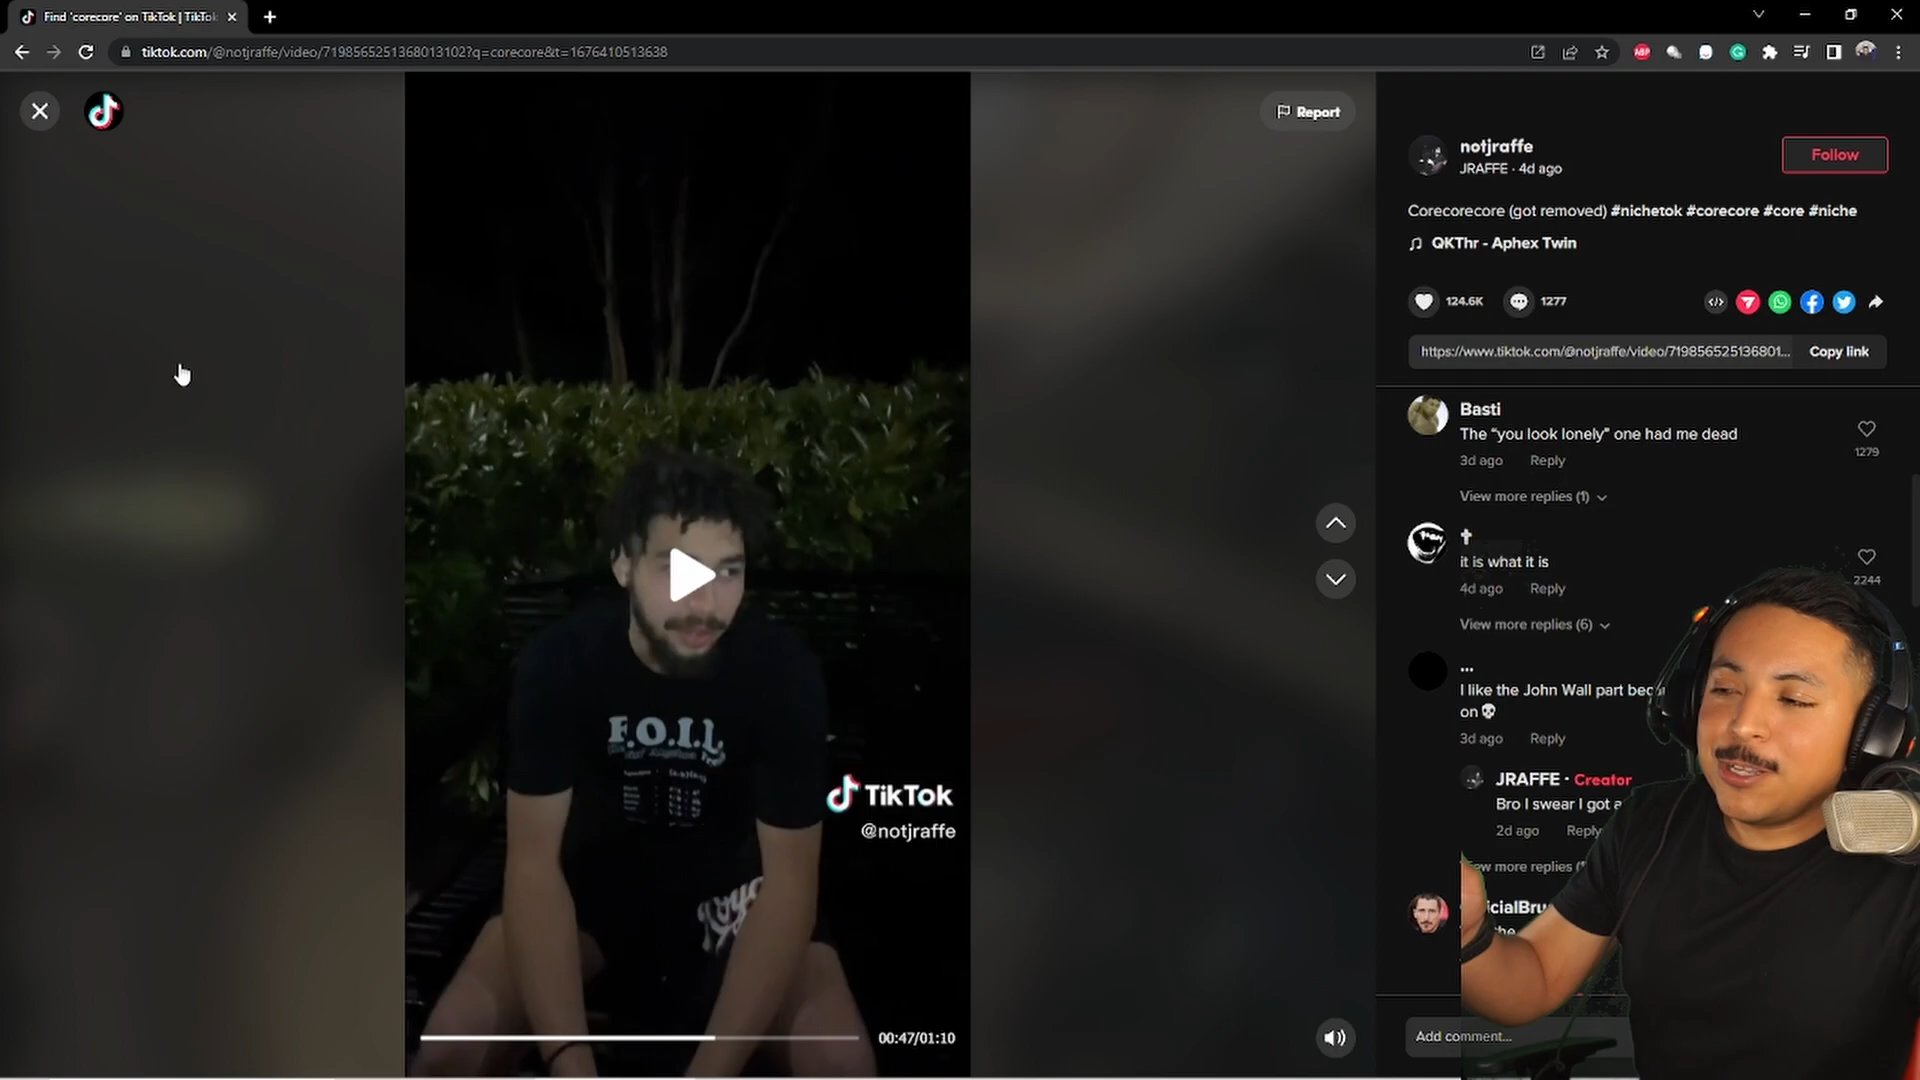 Find 'corecore' on TikTok | TikTok
tiktok.com/@notjraffe/video/7198565251368013102?q=corecore&t=1676410513638
ABP
Report
notjraffe
JRAFFE · 4d ago
Follow
Corecorecore (got removed) #nichetok #corecore #core #niche
QKThr - Aphex Twin
124.6K
1277
https://www.tiktok.com/@notjraffe/video/719856525136801...
Copy link
Basti
The “you look lonely” one had me dead
1279
3d ago Reply
View more replies (1)
it is what it is
2244
4d ago Reply
View more replies (6)
...
I like the John Wall part
on💀
3d ago Reply
JRAFFE · Creator
Bro I swear I got a
2d ago Reply
more replies
F.O.I.L
TikTok
@notjraffe
00:47/01:10
Add comment...